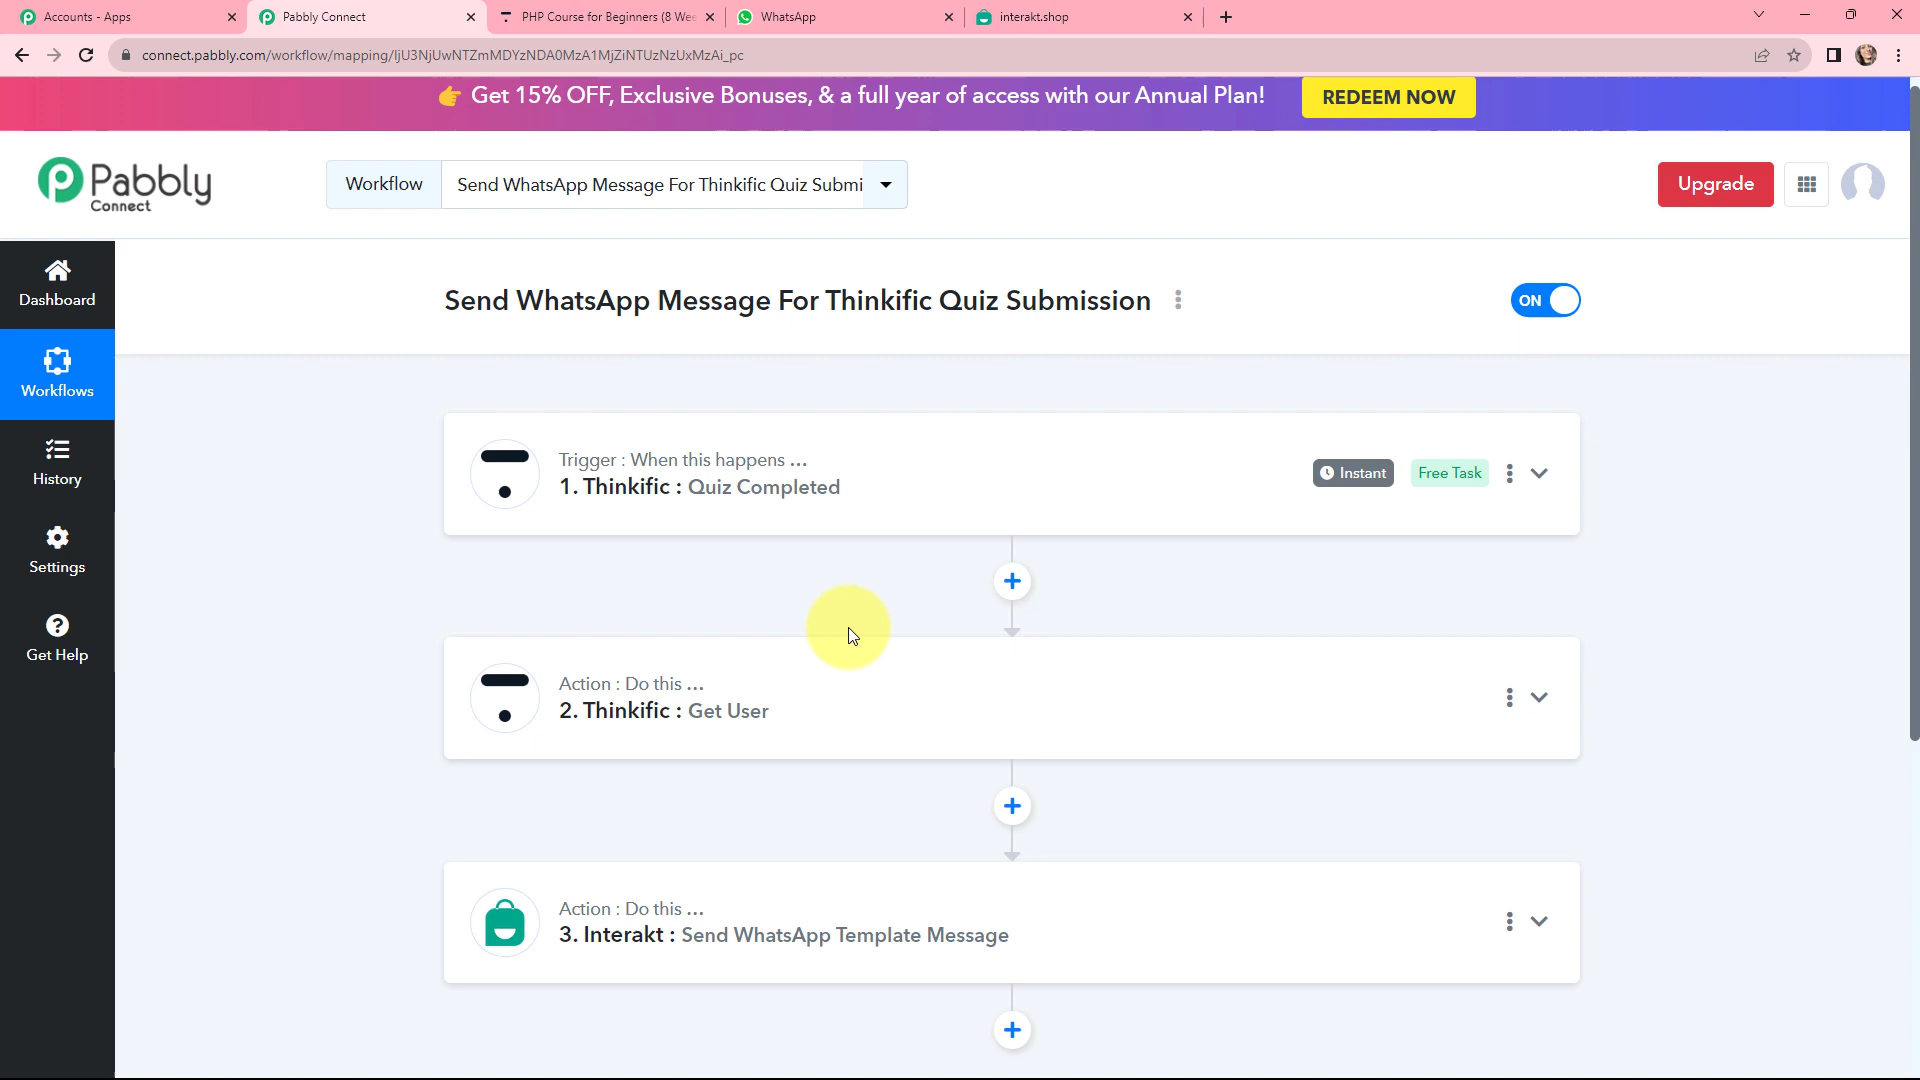 Accounts - Apps
Pabbly Connect
PHP Course for Beginners (8 Wee
WhatsApp
interakt.shop
connect.pabbly.com/workflow/mapping/IjU3NjUwNTZmMDYzNDA0MzA1MjZiNTUzNzUxMzAi_pc
👉 Get 15% OFF, Exclusive Bonuses, & a full year of access with our Annual Plan!
REDEEM NOW
Pabbly
Connect
Workflow
Send WhatsApp Message For Thinkific Quiz Submi
Upgrade
Dashboard
Workflows
History
Settings
Get Help
Send WhatsApp Message For Thinkific Quiz Submission
ON
Trigger : When this happens ...
1. Thinkific : Quiz Completed
Instant
Free Task
Action : Do this ...
2. Thinkific : Get User
Action : Do this ...
3. Interakt : Send WhatsApp Template Message